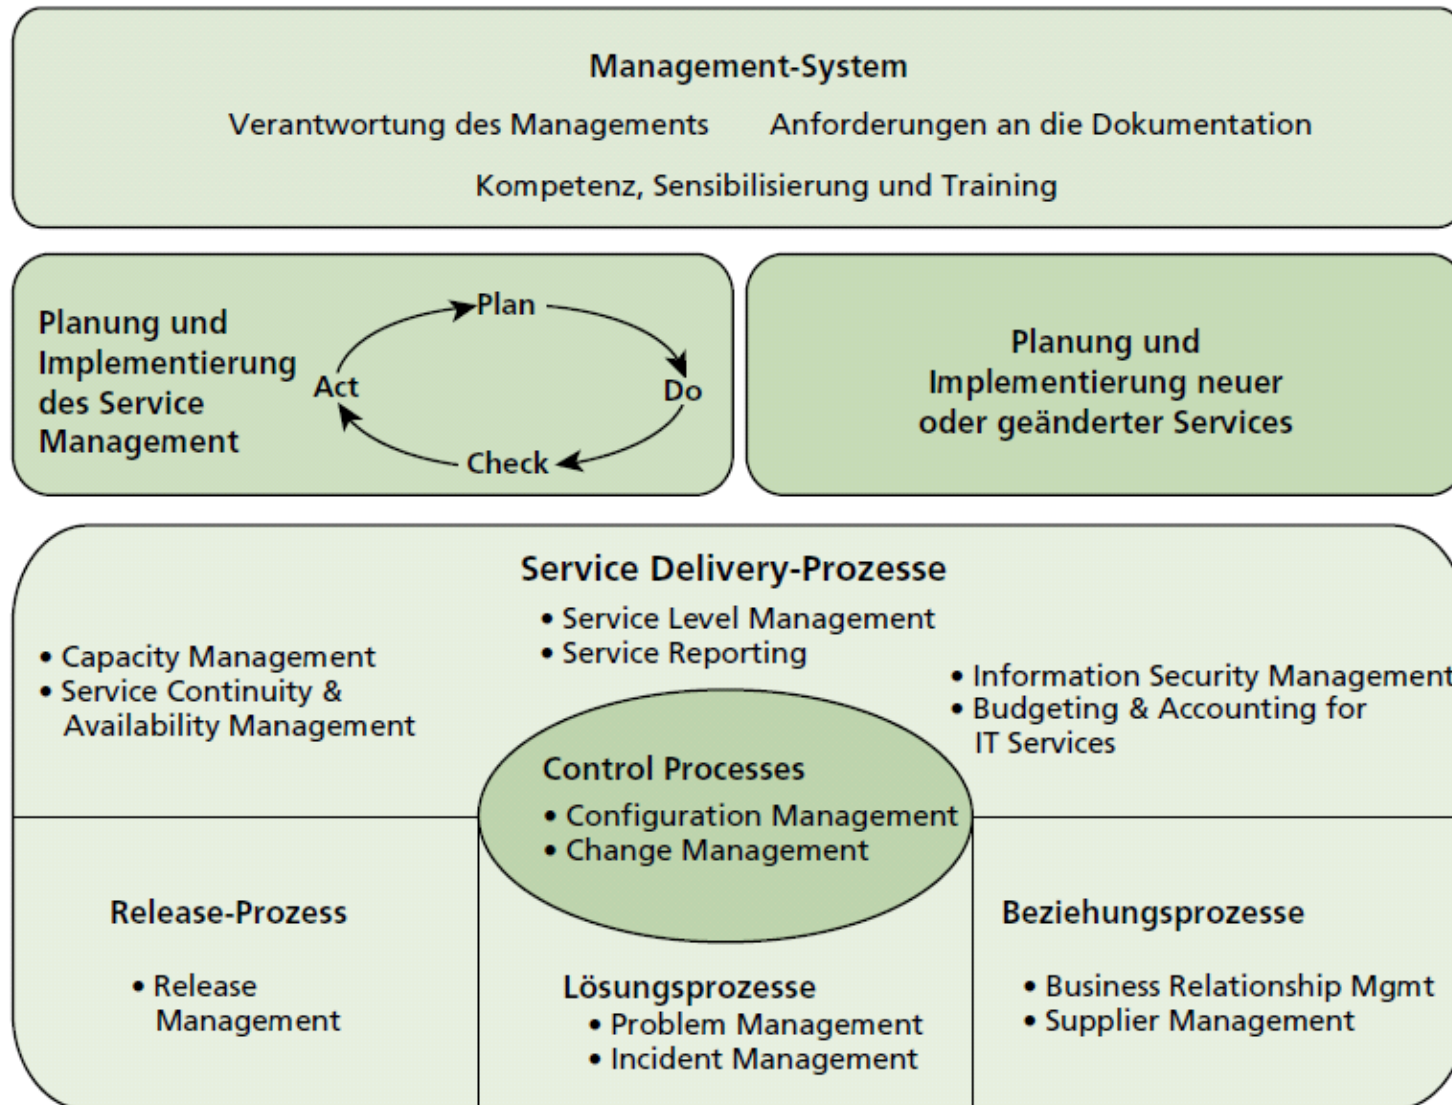 Management-System
Verantwortung des Managements Anforderungen an die Dokumentation
Kompetenz, Sensibilisierung und Training
Planung und
Implementierung
des Service
Management
Plan
Do
Check
Act
Planung und
Implementierung neuer
oder geänderter Services
Service Delivery-Prozesse
• Capacity Management
• Service Continuity &
Availability Management
• Service Level Management
• Service Reporting
• Information Security Management
• Budgeting & Accounting for
IT Services
Control Processes
• Configuration Management
• Change Management
Release-Prozess
• Release
Management
Lösungsprozesse
• Problem Management
• Incident Management
Beziehungsprozesse
• Business Relationship Mgmt
• Supplier Management